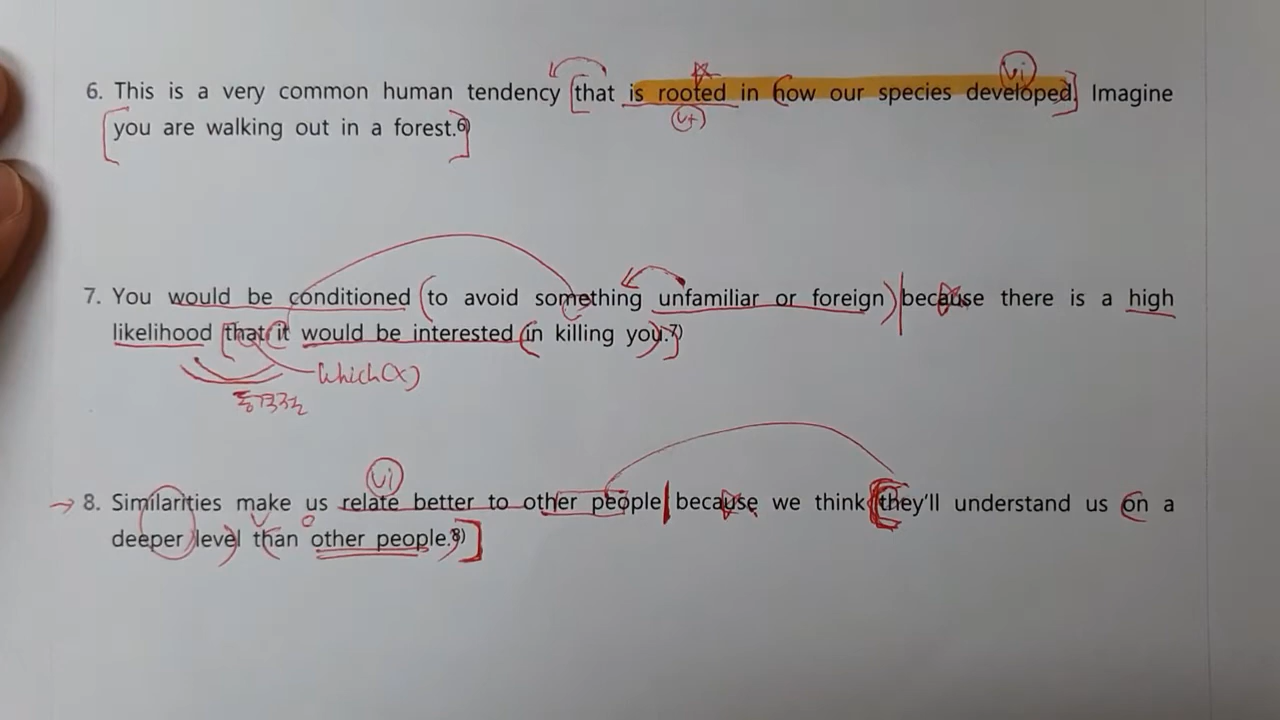 vi
6. This is a very common human tendency that is rooted in how our species developed. Imagine
vt
you are walking out in a forest.6)
7. You would be conditioned to avoid something unfamiliar or foreign because there is a high
likelihood that it would be interested in killing you.7)
which(x)
동격절
vi
→ 8. Similarities make us relate better to other people because we think they'll understand us on a
v o
deeper level than other people.8)